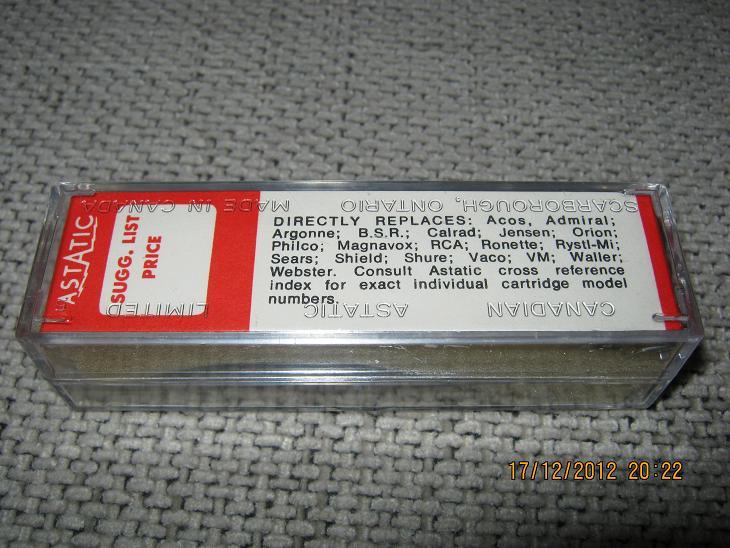 ASTATIC
SUGG. LIST
PRICE
SCARBOROUGH, ONTARIO MADE IN CANADA
DIRECTLY REPLACES: Acos, Admiral;
Argonne; B.S.R.; Calrad; Jensen; Orion;
Philco; Magnavox; RCA; Ronette; Rystl-Mi;
Sears; Shield; Shure; Vaco; VM; Waller;
Webster. Consult Astatic cross reference
index for exact individual cartridge model
numbers.
CANADIAN ASTATIC LIMITED
17/12/2012 20:22